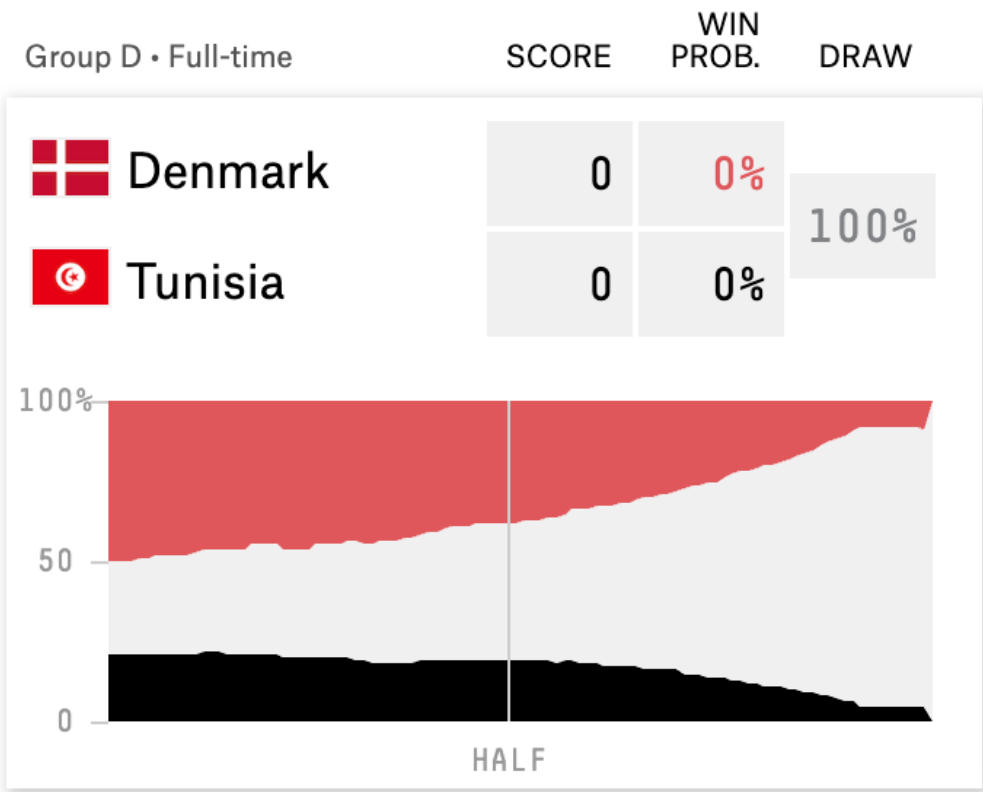 Group D • Full-time SCORE WIN PROB. DRAW
Denmark 0 0%
100%
Tunisia 0 0%
100%
50
0
HALF